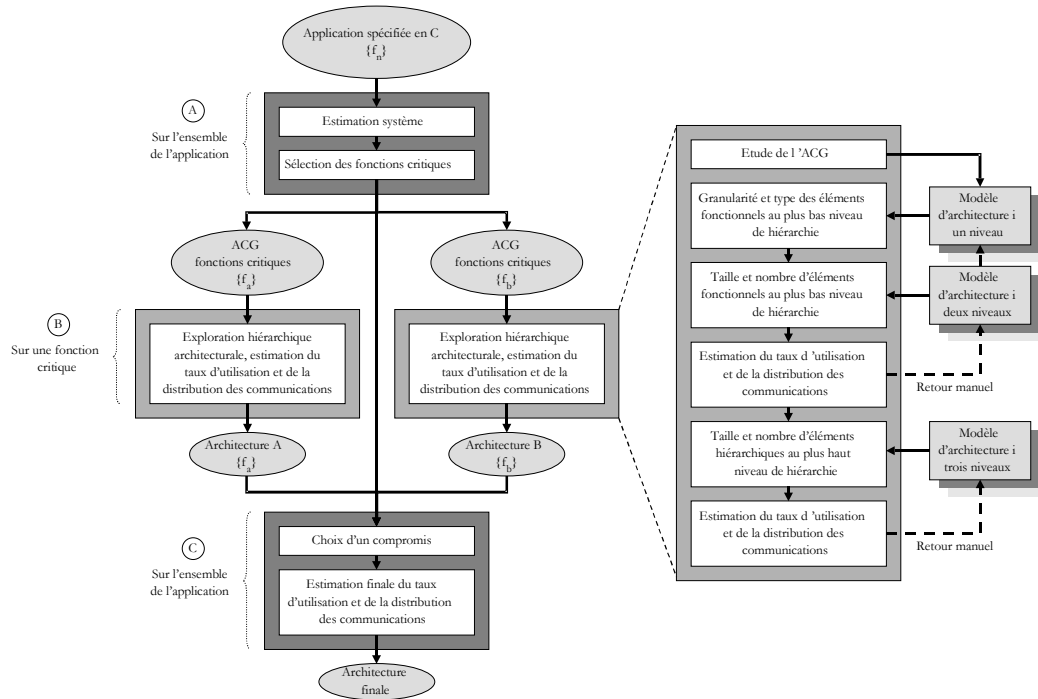 Application spécifiée en C
{f_n}
A
Sur l'ensemble
de l'application
Estimation système
Sélection des fonctions critiques
ACG
fonctions critiques
{f_a}
ACG
fonctions critiques
{f_b}
B
Sur une fonction
critique
Exploration hiérarchique
architecturale, estimation du
taux d'utilisation et de la
distribution des communications
Exploration hiérarchique
architecturale, estimation du
taux d'utilisation et de la
distribution des communications
Architecture A
{f_a}
Architecture B
{f_b}
C
Sur l'ensemble
de l'application
Choix d'un compromis
Estimation finale du taux
d'utilisation et de la distribution
des communications
Architecture
finale
Etude de l 'ACG
Granularité et type des éléments
fonctionnels au plus bas niveau
de hiérarchie
Modèle
d'architecture i
un niveau
Taille et nombre d'éléments
fonctionnels au plus bas niveau de
hiérarchie
Modèle
d'architecture i
deux niveaux
Estimation du taux d 'utilisation
et de la distribution des
communications
Retour manuel
Taille et nombre d'éléments
hiérarchiques au plus haut
niveau de hiérarchie
Modèle
d'architecture i
trois niveaux
Estimation du taux d 'utilisation
et de la distribution des
communications
Retour manuel